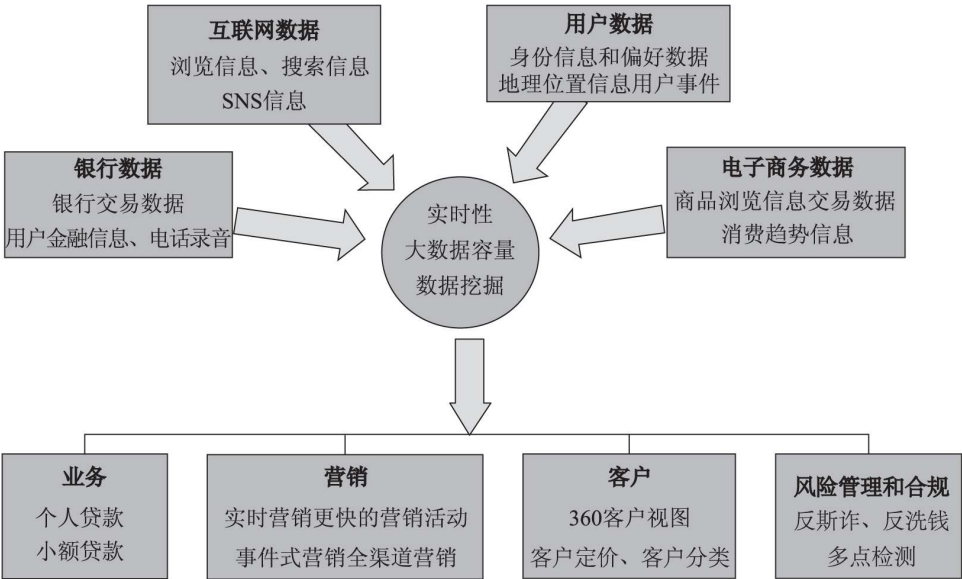 互联网数据
浏览信息、搜索信息
SNS信息
用户数据
身份信息和偏好数据
地理位置信息用户事件
银行数据
银行交易数据
用户金融信息、电话录音
电子商务数据
商品浏览信息交易数据
消费趋势信息
实时性
大数据容量
数据挖掘
业务
个人贷款
小额贷款
营销
实时营销更快的营销活动
事件式营销全渠道营销
客户
360客户视图
客户定价、客户分类
风险管理和合规
反斯诈、反洗钱
多点检测